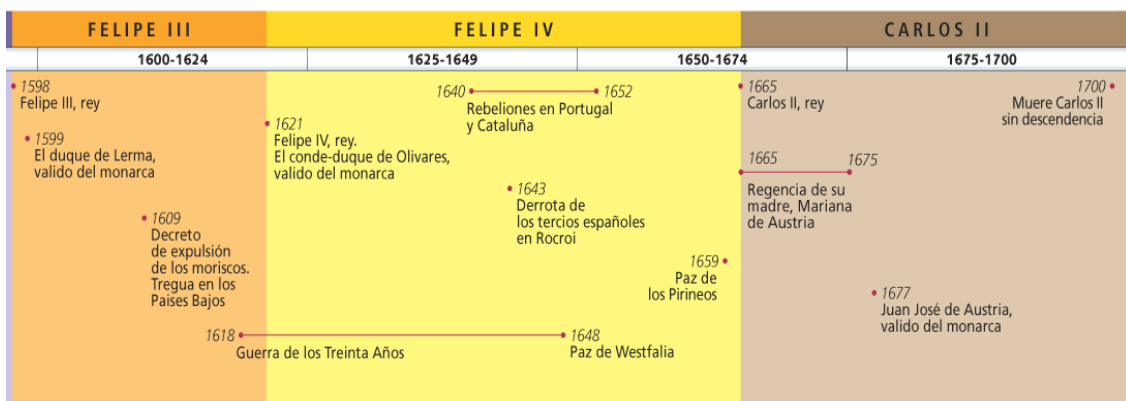 FELIPE III
FELIPE IV
CARLOS II
1600-1624
1625-1649
1650-1674
1675-1700
1598
Felipe III, rey
1599
El duque de Lerma,
valido del monarca
1609
Decreto
de expulsión
de los moriscos.
Tregua en los
Paises Bajos
1618
Guerra de los Treinta Años
1621
Felipe IV, rey.
El conde-duque de Olivares,
valido del monarca
1640
1652
Rebeliones en Portugal
y Cataluña
1643
Derrota de
los tercios españoles
en Rocroi
1648
Paz de Westfalia
1659
Paz de
los Pirineos
1665
Carlos II, rey
1665
1675
Regencia de su
madre, Mariana
de Austria
1677
Juan José de Austria,
valido del monarca
1700
Muere Carlos II
sin descendencia